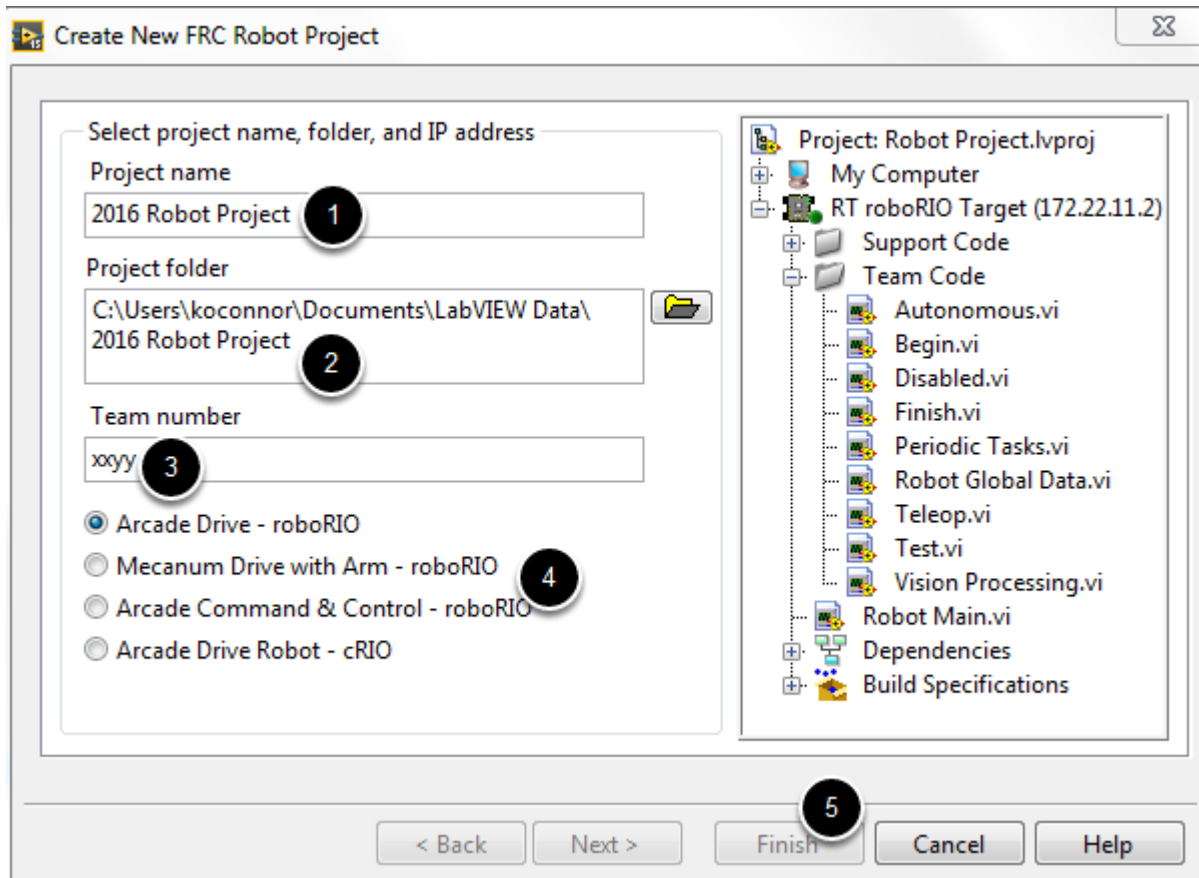 Create New FRC Robot Project
Select project name, folder, and IP address
Project name
2016 Robot Project
1
Project folder
C:\Users\koconnor\Documents\LabVIEW Data\
2016 Robot Project
2
Team number
xxyy
3
Arcade Drive - roboRIO
Mecanum Drive with Arm - roboRIO
4
Arcade Command & Control - roboRIO
Arcade Drive Robot - cRIO
Project: Robot Project.lvproj
My Computer
RT roboRIO Target (172.22.11.2)
Support Code
Team Code
Autonomous.vi
Begin.vi
Disabled.vi
Finish.vi
Periodic Tasks.vi
Robot Global Data.vi
Teleop.vi
Test.vi
Vision Processing.vi
Robot Main.vi
Dependencies
Build Specifications
5
< Back Next > Finish Cancel Help